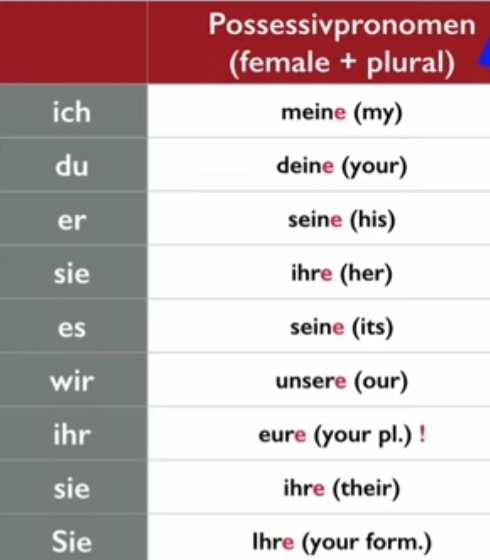 Possessivpronomen
(female + plural)
ich meine (my)
du deine (your)
er seine (his)
sie ihre (her)
es seine (its)
wir unsere (our)
ihr eure (your pl.) !
sie ihre (their)
Sie Ihre (your form.)